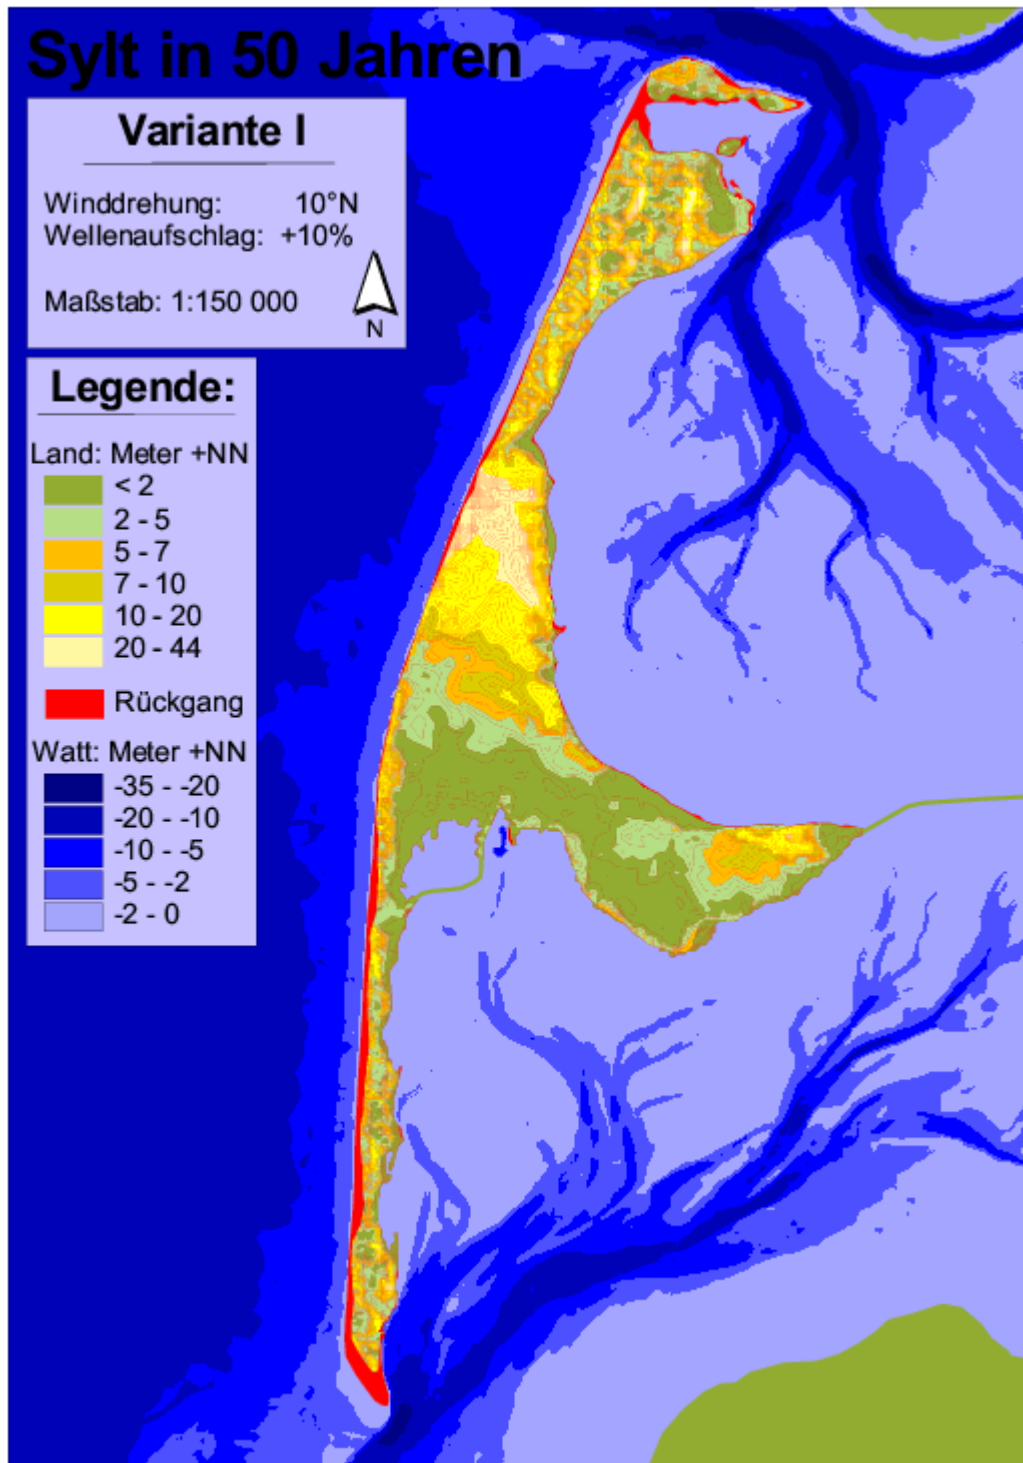 Sylt in 50 Jahren
Variante I
Winddrehung: 10°N
Wellenaufschlag: +10%
Maßstab: 1:150 000
N
Legende:
Land: Meter +NN
< 2
2 - 5
5 - 7
7 - 10
10 - 20
20 - 44
Rückgang
Watt: Meter +NN
-35 - -20
-20 - -10
-10 - -5
-5 - -2
-2 - 0